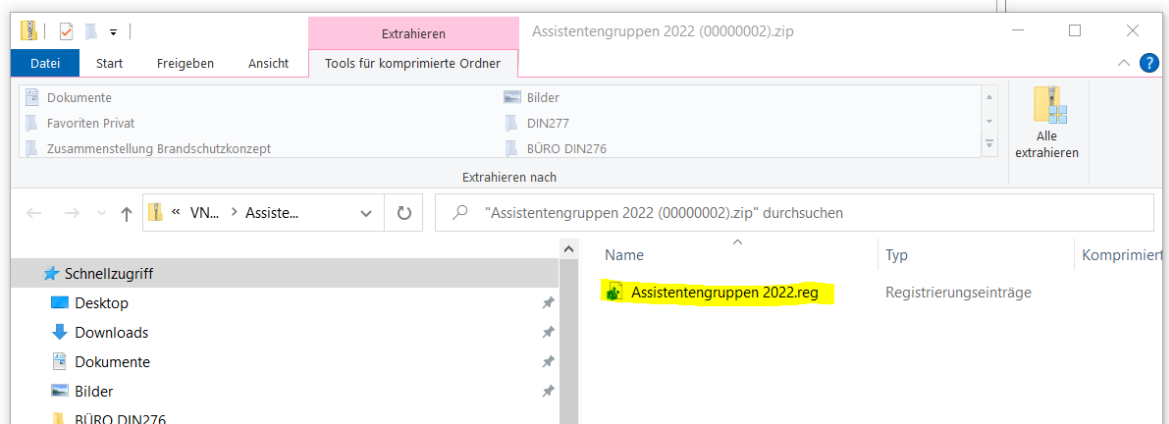 Extrahieren
Assistentengruppen 2022 (00000002).zip
Datei
Start
Freigeben
Ansicht
Tools für komprimierte Ordner
Dokumente
Bilder
Favoriten Privat
DIN277
Zusammenstellung Brandschutzkonzept
BÜRO DIN276
Alle
extrahieren
Extrahieren nach
« VN... > Assiste...
"Assistentengruppen 2022 (00000002).zip" durchsuchen
Name
Typ
Komprimiert
Schnellzugriff
Assistentengruppen 2022.reg
Registrierungseinträge
Desktop
Downloads
Dokumente
Bilder
BÜRO DIN276